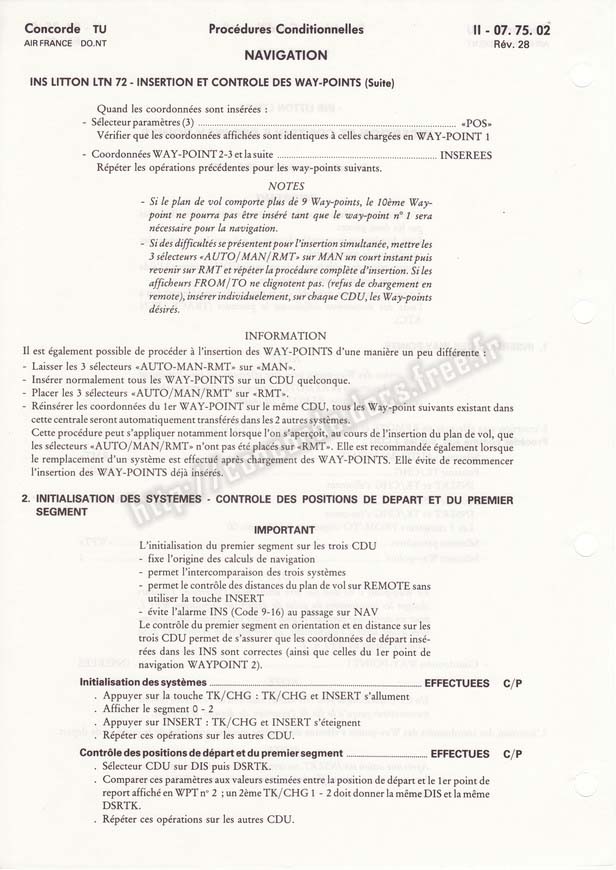 Concorde TU
Procédures Conditionnelles
II - 07. 75. 02
AIR FRANCE DO.NT
Rév. 28
NAVIGATION
INS LITTON LTN 72 - INSERTION ET CONTROLE DES WAY-POINTS (Suite)
Quand les coordonnées sont insérées :
- Sélecteur paramètres (3) ........ «POS»
Vérifier que les coordonnées affichées sont identiques à celles chargées en WAY-POINT 1
- Coordonnées WAY-POINT 2-3 et la suite ........ INSEREES
Répéter les opérations précédentes pour les way-points suivants.
NOTES
- Si le plan de vol comporte plus de 9 Way-points, le 10ème Way-
point ne pourra pas être inséré tant que le way-point n° 1 sera
nécessaire pour la navigation.
- Si des difficultés se présentent pour l'insertion simultanée, mettre les
3 sélecteurs «AUTO/MAN/RMT» sur MAN un court instant puis
revenir sur RMT et répéter la procédure complète d'insertion. Si les
afficheurs FROM/TO ne clignotent pas. (refus de chargement en
remote), insérer individuelement, sur chaque CDU, les Way-points
désirés.
INFORMATION
Il est également possible de procéder à l'insertion des WAY-POINTS d'une manière un peu différente :
- Laisser les 3 sélecteurs «AUTO-MAN-RMT» sur «MAN».
- Insérer normalement tous les WAY-POINTS sur un CDU quelconque.
- Placer les 3 sélecteurs «AUTO/MAN/RMT' sur «RMT».
- Réinsérer les coordonnées du 1er WAY-POINT sur le même CDU, tous les Way-point suivants existant dans
cette centrale seront automatiquement transférés dans les 2 autres systèmes.
Cette procédure peut s'appliquer notamment lorsque l'on s'aperçoit, au cours de l'insertion du plan de vol, que
les sélecteurs «AUTO/MAN/RMT» n'ont pas été placés sur «RMT». Elle est recommandée également lorsque
le remplacement d'un système est effectué après chargement des WAY-POINTS. Elle évite de recommencer
l'insertion des WAY-POINTS déjà insérés.
2. INITIALISATION DES SYSTEMES - CONTROLE DES POSITIONS DE DEPART ET DU PREMIER
SEGMENT
IMPORTANT
L'initialisation du premier segment sur les trois CDU
- fixe l'origine des calculs de navigation
- permet l'intercomparaison des trois systèmes
- permet le contrôle des distances du plan de vol sur REMOTE sans
utiliser la touche INSERT
- évite l'alarme INS (Code 9-16) au passage sur NAV
Le contrôle du premier segment en orientation et en distance sur les
trois CDU permet de s'assurer que les coordonnées de départ insé-
rées dans les INS sont correctes (ainsi que celles du 1er point de
navigation WAYPOINT 2).
Initialisation des systèmes ........ EFFECTUEES C/P
. Appuyer sur la touche TK/CHG : TK/CHG et INSERT s'allument
. Afficher le segment 0 - 2
. Appuyer sur INSERT : TK/CHG et INSERT s'éteignent
. Répéter ces opérations sur les autres CDU.
Contrôle des positions de départ et du premier segment ........ EFFECTUES C/P
. Sélecteur CDU sur DIS puis DSRTK.
. Comparer ces paramètres aux valeurs estimées entre la position de départ et le 1er point de
report affiché en WPT n° 2 ; un 2ème TK/CHG 1 - 2 doit donner la même DIS et la même
DSRTK.
. Répéter ces opérations sur les autres CDU.